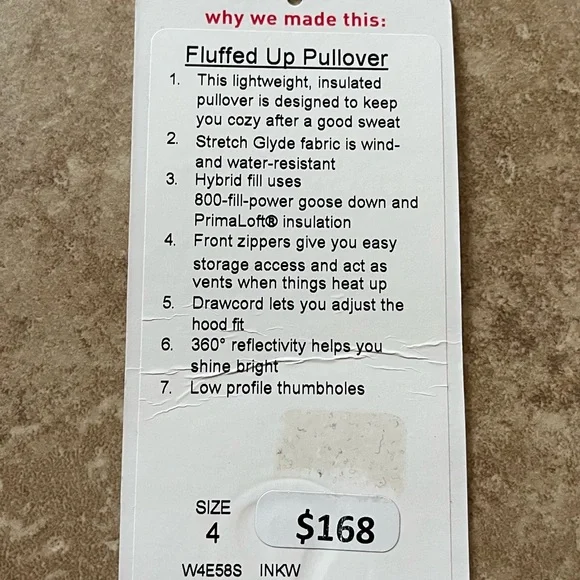 why we made this:
Fluffed Up Pullover
1. This lightweight, insulated
pullover is designed to keep
you cozy after a good sweat
2. Stretch Glyde fabric is wind-
and water-resistant
3. Hybrid fill uses
800-fill-power goose down and
PrimaLoft® insulation
4. Front zippers give you easy
storage access and act as
vents when things heat up
5. Drawcord lets you adjust the
hood fit
6. 360° reflectivity helps you
shine bright
7. Low profile thumbholes
SIZE
4
$168
W4E58S INKW